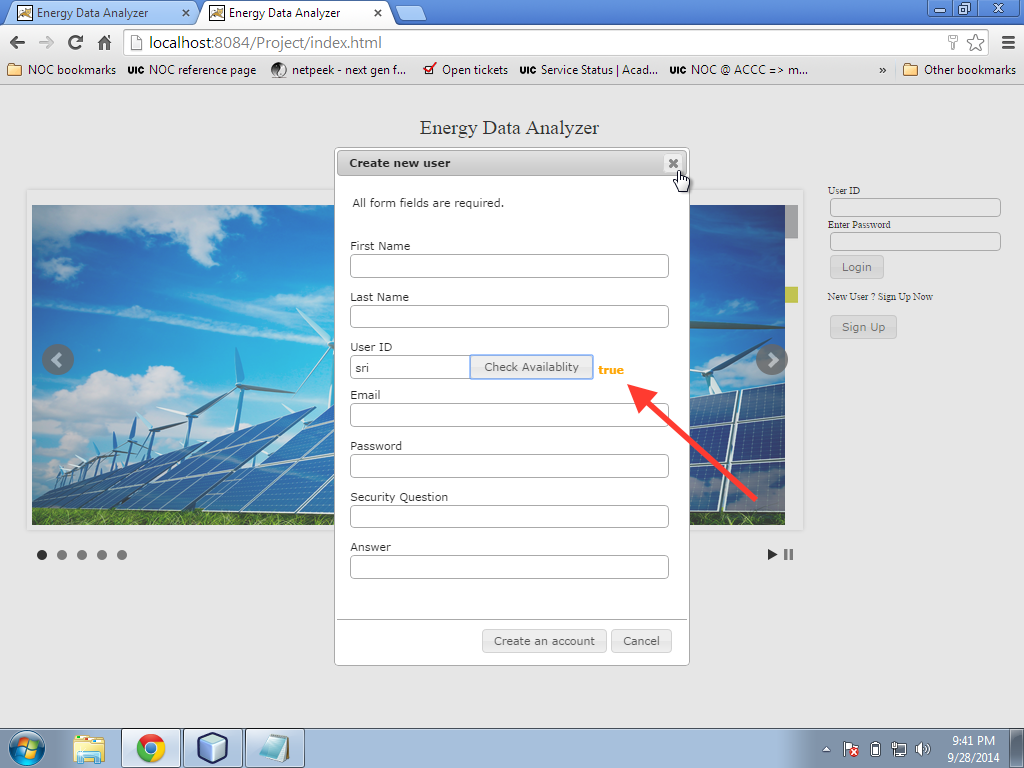 Energy Data Analyzer
Energy Data Analyzer
localhost:8084/Project/index.html
NOC bookmarks UIC NOC reference page netpeek - next gen f... Open tickets UIC Service Status | Acad... UIC NOC @ ACCC => m... » Other bookmarks
Energy Data Analyzer
Create new user
All form fields are required.
First Name
Last Name
User ID
sri Check Availablity true
Email
Password
Security Question
Answer
Create an account Cancel
User ID
Enter Password
Login
New User ? Sign Up Now
Sign Up
9:41 PM
9/28/2014